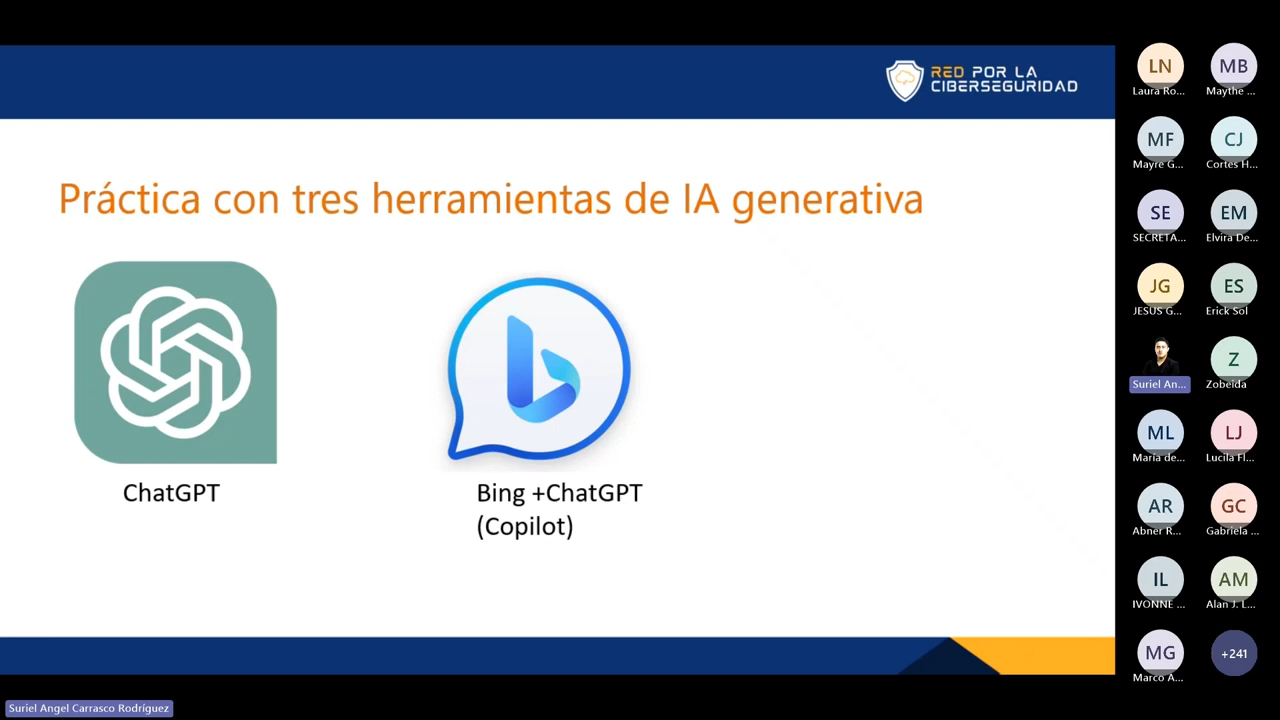 RED POR LA
CIBERSEGURIDAD
Práctica con tres herramientas de IA generativa
ChatGPT
Bing +ChatGPT
(Copilot)
LN
MB
Laura Ro...
Maythe ...
MF
CJ
Mayre G...
Cortes H...
SE
EM
SECRETA...
Elvira De...
JG
ES
JESUS G...
Erick Sol
Z
Suriel An...
Zobeida
ML
LJ
Maria de...
Lucila Fl...
AR
GC
Abner R...
Gabriela ...
IL
AM
IVONNE ...
Alan J. L...
MG
+241
Marco A...
Suriel Angel Carrasco Rodríguez